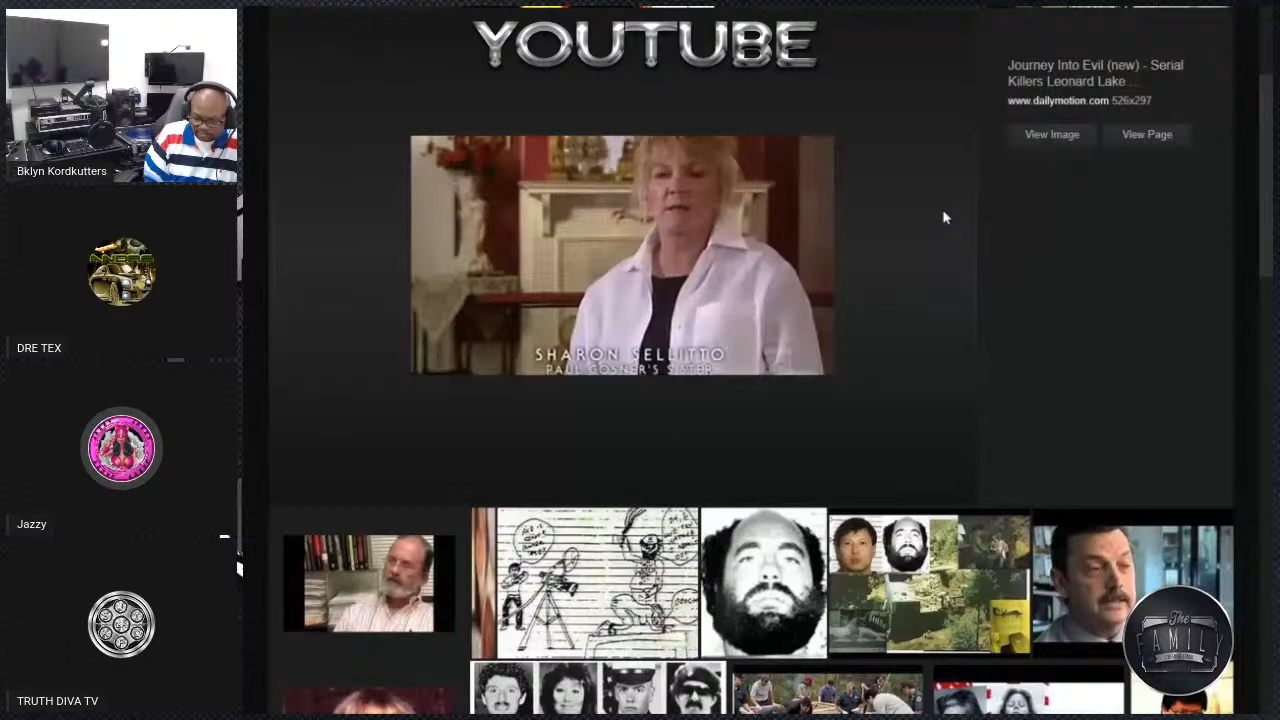 YOUTUBE
Journey Into Evil (new) - Serial
Killers Leonard Lake ...
www.dailymotion.com 526x297
View Image
View Page
Bklyn Kordkutters
ANDRE
DRE TEX
SHARON SELLITTO
PAUL COSNER'S SISTER
Jazzy
The
FAMILY
TRUTH DIVA TV